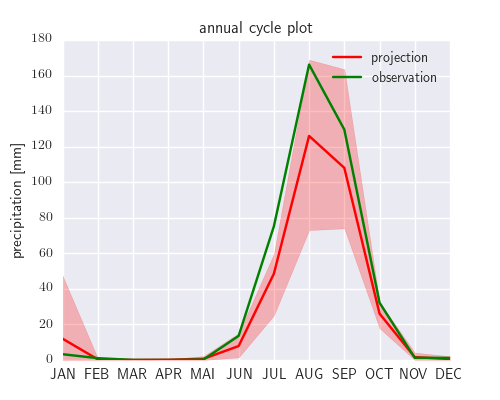 annual cycle plot
projection
observation
precipitation [mm]
180
160
140
120
100
80
60
40
20
0
JAN FEB MAR APR MAI JUN JUL AUG SEP OCT NOV DEC